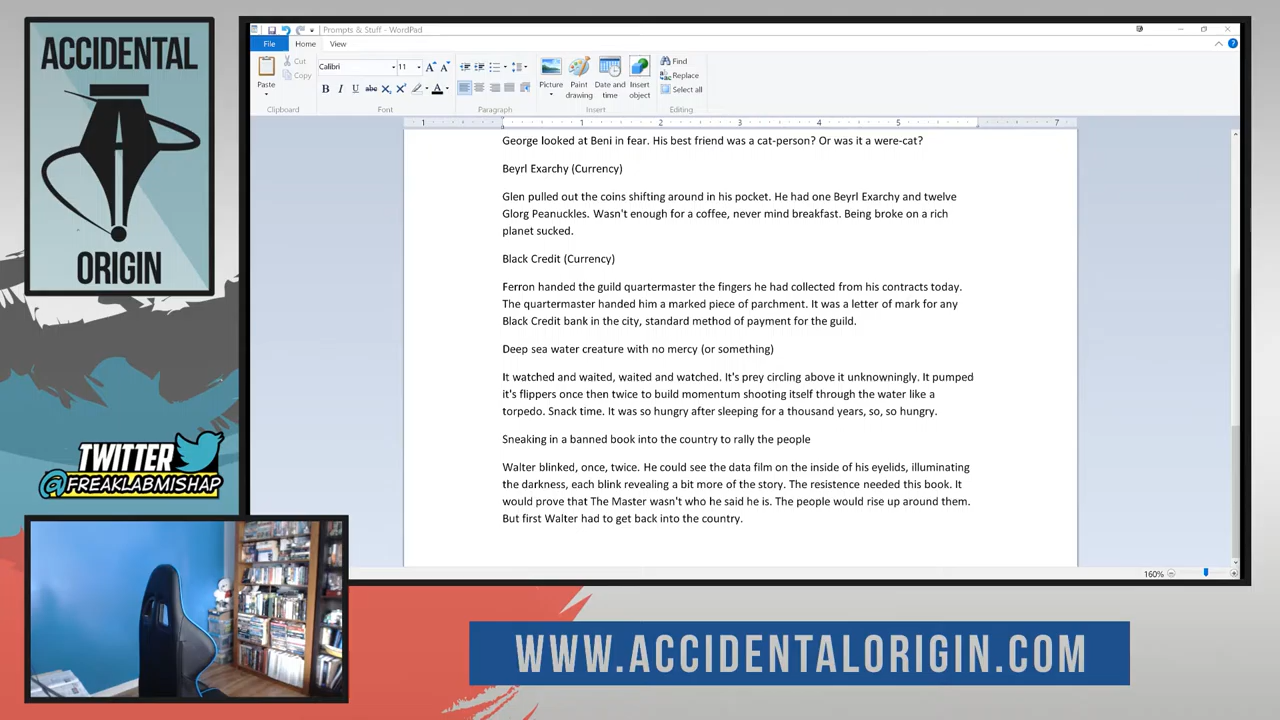 ACCIDENTAL
ORIGIN
TWITTER
@FREAKLABMISHAP
Prompts & Stuff - WordPad
File
Home
View
Paste
Cut
Copy
Clipboard
Calibri
11
Font
Paragraph
Picture
Paint drawing
Date and time
Insert object
Insert
Find
Replace
Select all
Editing
1 1 2 3 4 5 7
George looked at Beni in fear. His best friend was a cat-person? Or was it a were-cat?
Beyrl Exarchy (Currency)
Glen pulled out the coins shifting around in his pocket. He had one Beyrl Exarchy and twelve
Glorg Peanuckles. Wasn't enough for a coffee, never mind breakfast. Being broke on a rich
planet sucked.
Black Credit (Currency)
Ferron handed the guild quartermaster the fingers he had collected from his contracts today.
The quartermaster handed him a marked piece of parchment. It was a letter of mark for any
Black Credit bank in the city, standard method of payment for the guild.
Deep sea water creature with no mercy (or something)
It watched and waited, waited and watched. It's prey circling above it unknowningly. It pumped
it's flippers once then twice to build momentum shooting itself through the water like a
torpedo. Snack time. It was so hungry after sleeping for a thousand years, so, so hungry.
Sneaking in a banned book into the country to rally the people
Walter blinked, once, twice. He could see the data film on the inside of his eyelids, illuminating
the darkness, each blink revealing a bit more of the story. The resistence needed this book. It
would prove that The Master wasn't who he said he is. The people would rise up around them.
But first Walter had to get back into the country.
160%
WWW.ACCIDENTALORIGIN.COM